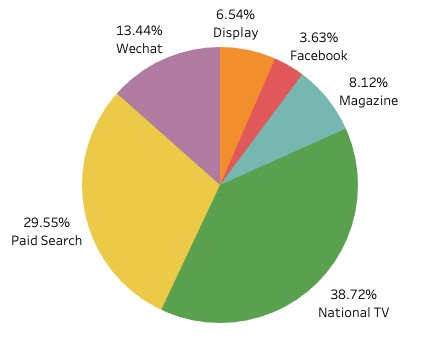 6.54%
Display
3.63%
Facebook
8.12%
Magazine
38.72%
National TV
29.55%
Paid Search
13.44%
Wechat